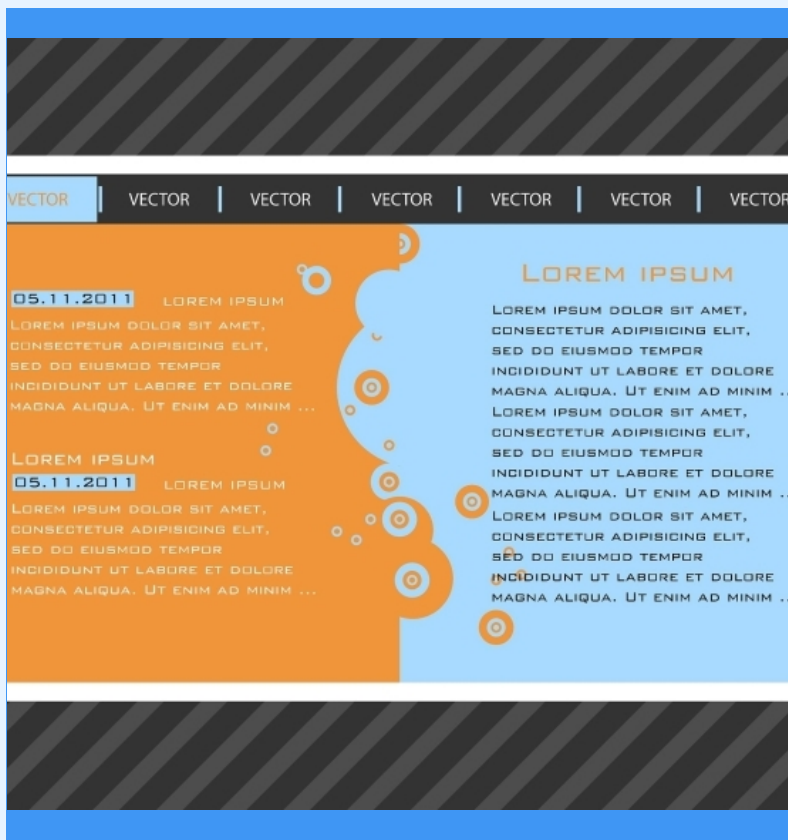 VECTOR VECTOR VECTOR VECTOR VECTOR VECTOR VECTOR
05.11.2011 Lorem ipsum
Lorem ipsum dolor sit amet,
consectetur adipisicing elit,
sed do eiusmod tempor
incididunt ut labore et dolore
magna aliqua. Ut enim ad minim ...
Lorem ipsum
05.11.2011 Lorem ipsum
Lorem ipsum dolor sit amet,
consectetur adipisicing elit,
sed do eiusmod tempor
incididunt ut labore et dolore
magna aliqua. Ut enim ad minim ...
Lorem ipsum
Lorem ipsum dolor sit amet,
consectetur adipisicing elit,
sed do eiusmod tempor
incididunt ut labore et dolore
magna aliqua. Ut enim ad minim ..
Lorem ipsum dolor sit amet,
consectetur adipisicing elit,
sed do eiusmod tempor
incididunt ut labore et dolore
magna aliqua. Ut enim ad minim ..
Lorem ipsum dolor sit amet,
consectetur adipisicing elit,
sed do eiusmod tempor
incididunt ut labore et dolore
magna aliqua. Ut enim ad minim ..